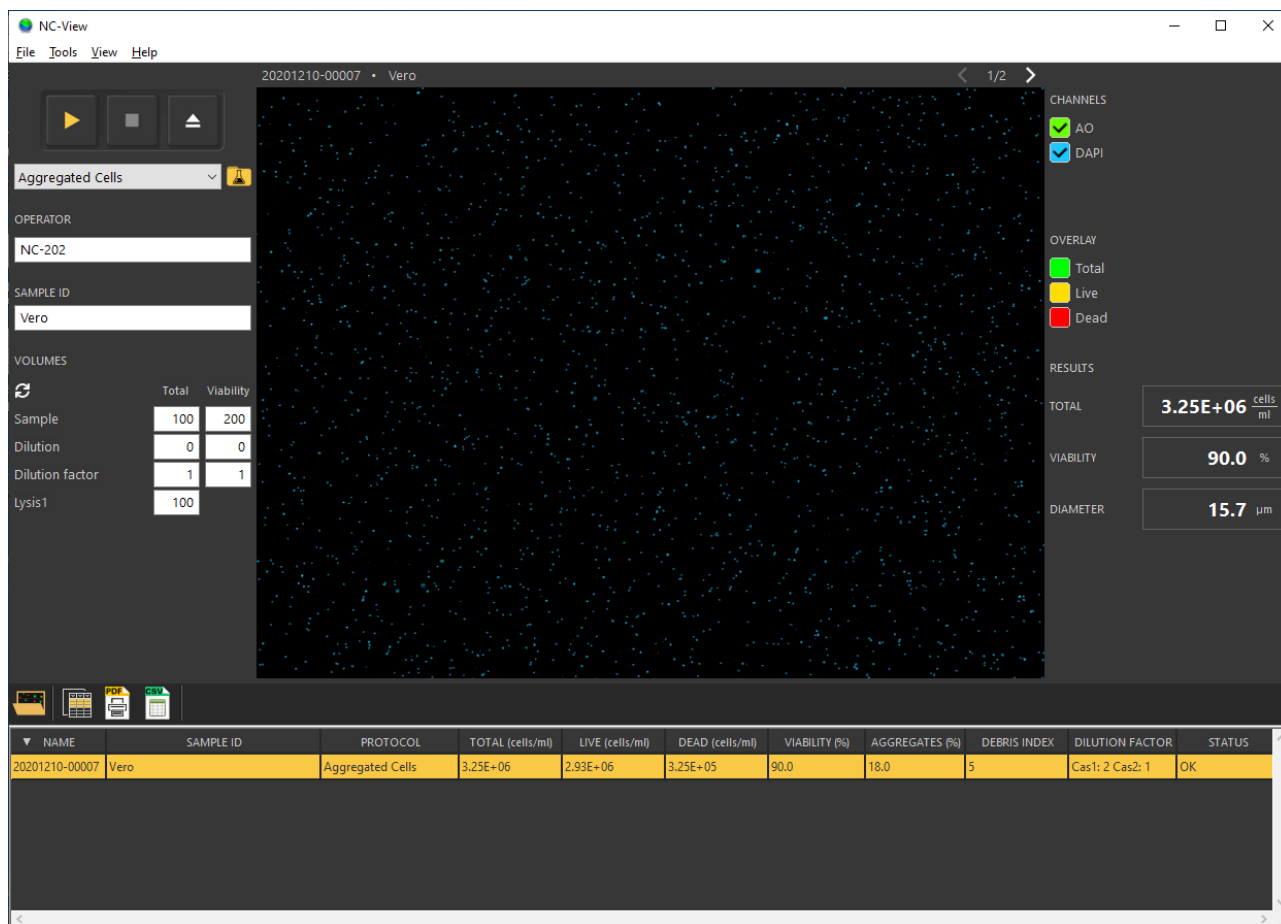 NC-View
File Tools View Help
20201210-00007 • Vero
1/2
Aggregated Cells
OPERATOR
NC-202
SAMPLE ID
Vero
VOLUMES
Total Viability
Sample 100 200
Dilution 0 0
Dilution factor 1 1
Lysis1 100
CHANNELS
AO
DAPI
OVERLAY
Total
Live
Dead
RESULTS
TOTAL 3.25E+06 cells/ml
VIABILITY 90.0 %
DIAMETER 15.7 µm
PDF CSV
NAME SAMPLE ID PROTOCOL TOTAL (cells/ml) LIVE (cells/ml) DEAD (cells/ml) VIABILITY (%) AGGREGATES (%) DEBRIS INDEX DILUTION FACTOR STATUS
20201210-00007 Vero Aggregated Cells 3.25E+06 2.93E+06 3.25E+05 90.0 18.0 5 Cas1: 2 Cas2: 1 OK